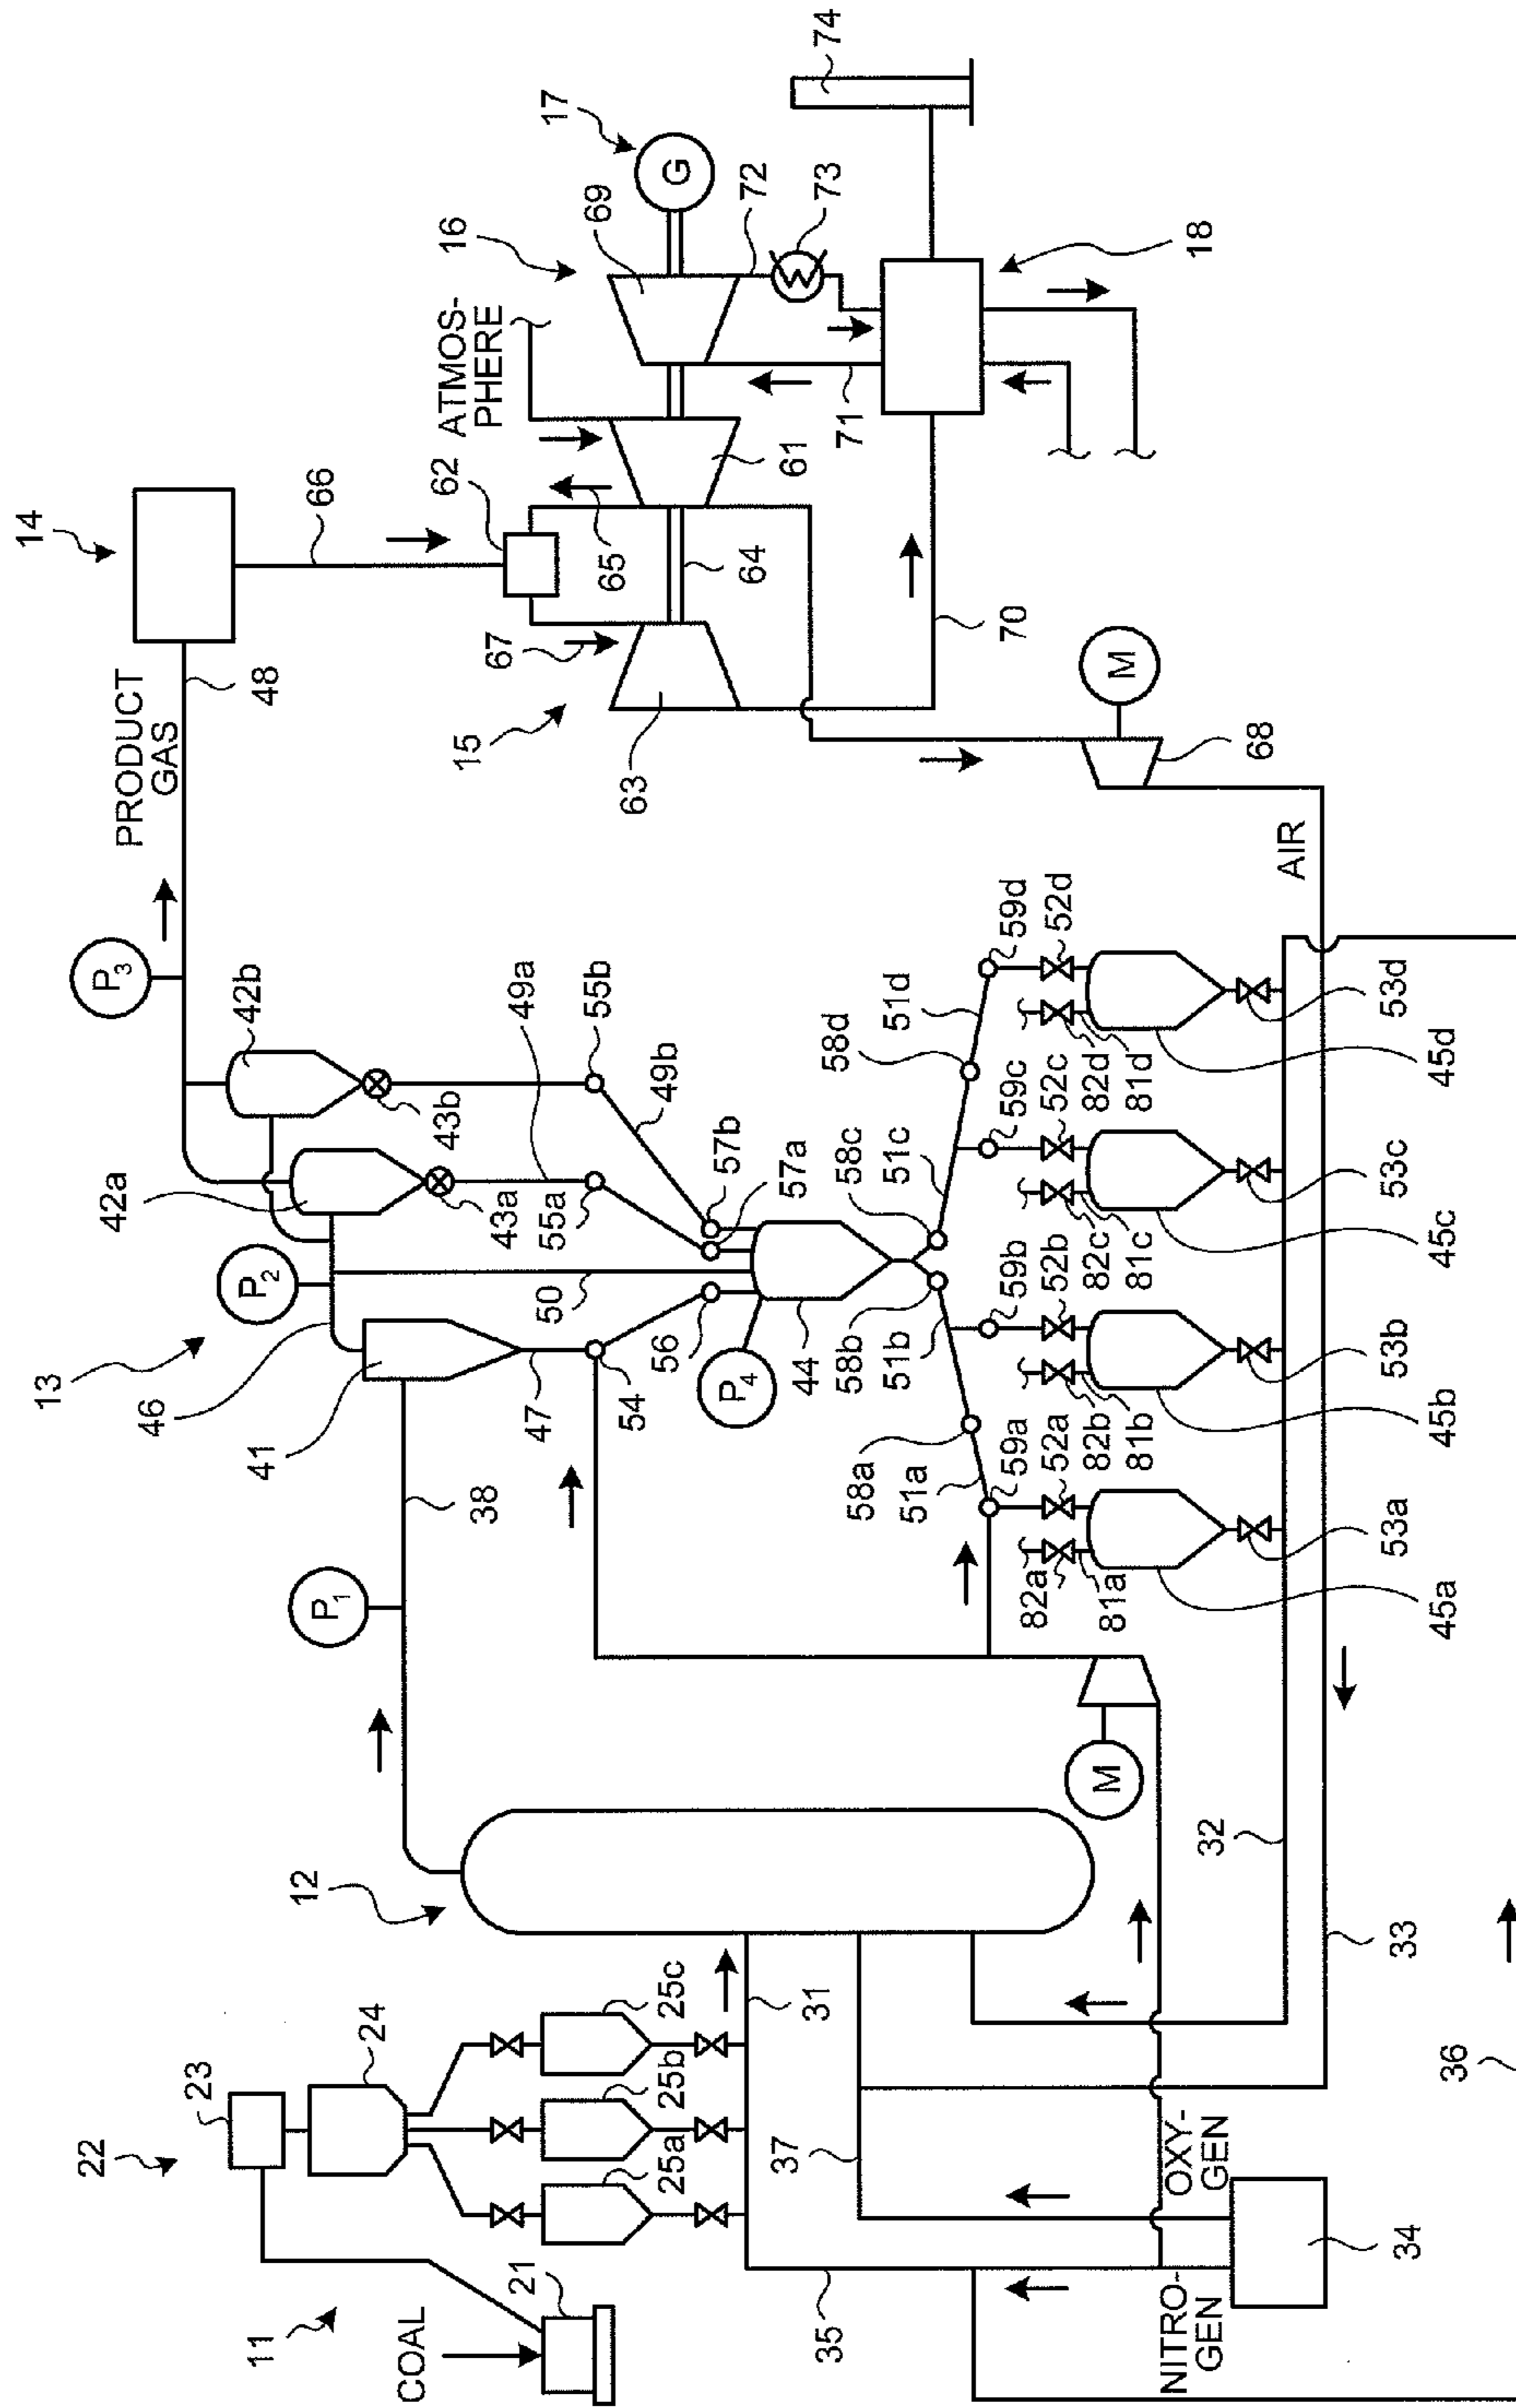 11
22
COAL
21
23
24
25a
25b
25c
31
12
35
37
NITRO-
GEN
OXY-
GEN
34
36
33
32
M
38
P1
13
46
41
P2
47
54
50
56
P4
44
42a
43a
55a
49a
42b
43b
55b
49b
57b
57a
P3
PRODUCT
GAS
48
14
66
58a
51a
59a
52a
82a
81a
53a
45a
58b
51b
59b
52b
82b
81b
53b
45b
58c
51c
59c
52c
82c
81c
53c
45c
58d
51d
59d
52d
82d
81d
53d
45d
AIR
68
M
15
67
63
62
65
64
61
70
ATMOS-
PHERE
16
69
17
G
72
73
71
18
74